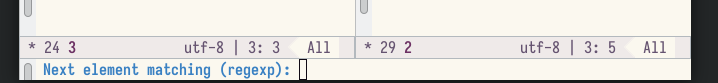 * 24 3 utf-8 | 3: 3 All * 29 2 utf-8 | 3: 5 All
Next element matching (regexp):